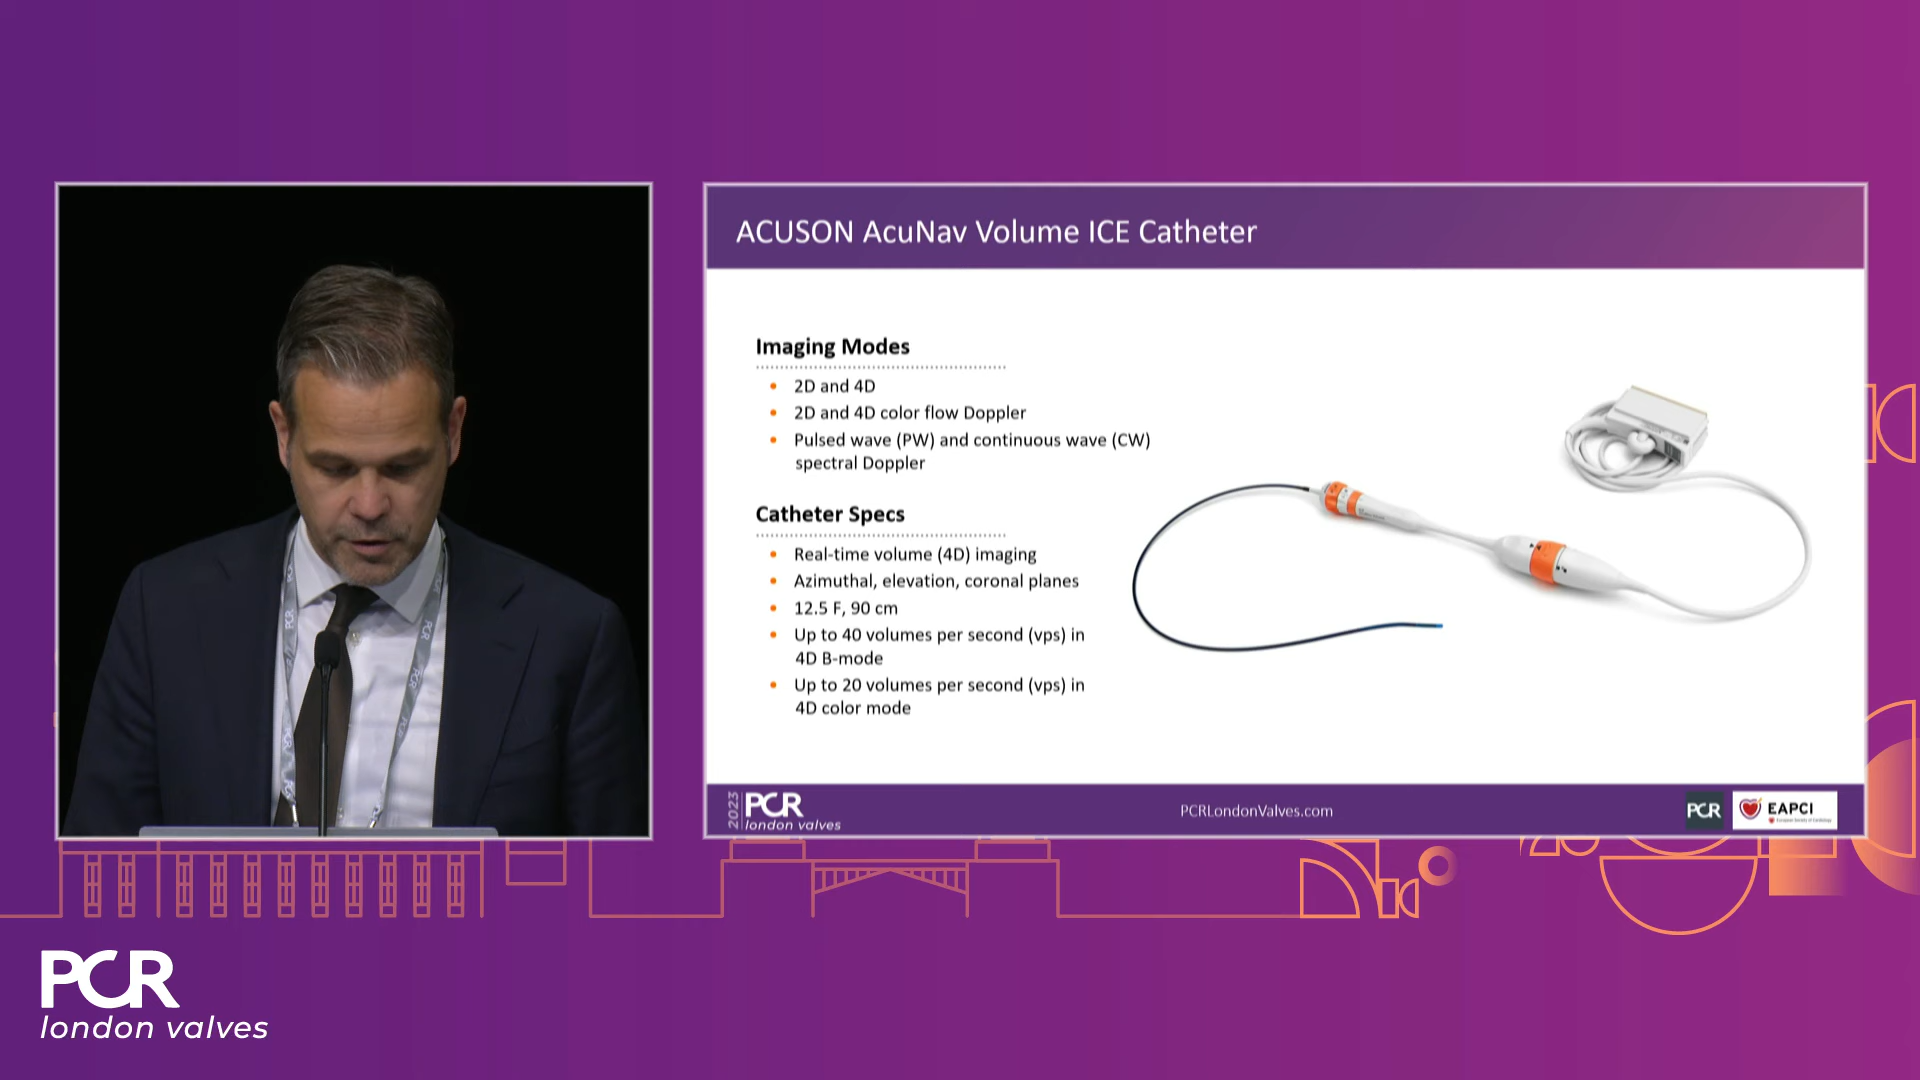 ACUSON AcuNav Volume ICE Catheter
Imaging Modes
• 2D and 4D
• 2D and 4D color flow Doppler
• Pulsed wave (PW) and continuous wave (CW)
spectral Doppler
Catheter Specs
• Real-time volume (4D) imaging
• Azimuthal, elevation, coronal planes
• 12.5 F, 90 cm
• Up to 40 volumes per second (vps) in
4D B-mode
• Up to 20 volumes per second (vps) in
4D color mode
2023
PCR
london valves
PCRLondonValves.com
PCR
EAPCI
PCR
PCR
PCR
PCR
london valves